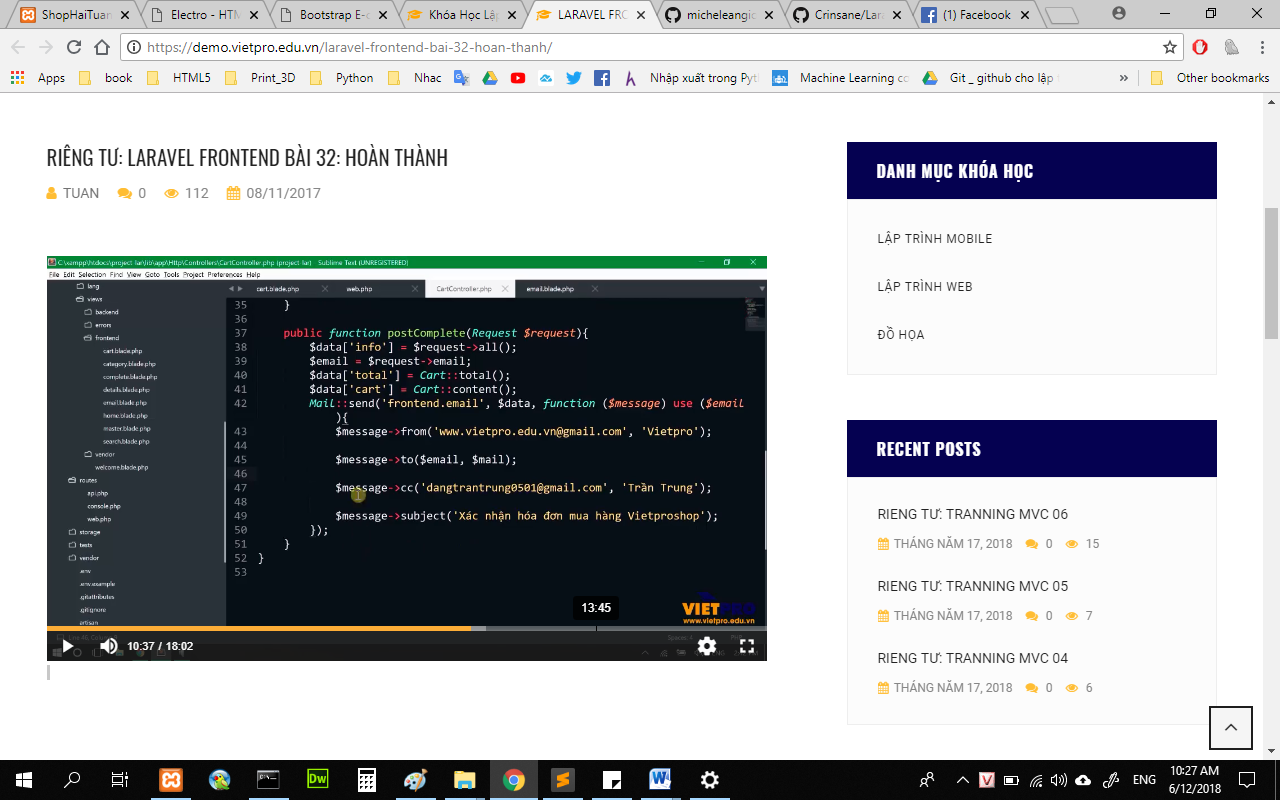 ShopHaiTuan
Electro - HTM
Bootstrap E-c
Khóa Học Lập
LARAVEL FRO
micheleangio
Crinsane/Lara
(1) Facebook
https://demo.vietpro.edu.vn/laravel-frontend-bai-32-hoan-thanh/
Apps
book
HTML5
Print_3D
Python
Nhac
Nhập xuất trong Pyt
Machine Learning co
Git _ github cho lập
»
Other bookmarks
RIÊNG TƯ: LARAVEL FRONTEND BÀI 32: HOÀN THÀNH
TUAN 0 112 08/11/2017
C:\xampp\htdocs\project-lar\lib\app\Http\Controllers\CartController.php (project-lar) - Sublime Text (UNREGISTERED)
File Edit Selection Find View Goto Tools Project Preferences Help
lang
views
backend
errors
frontend
cart.blade.php
category.blade.php
complete.blade.php
details.blade.php
email.blade.php
home.blade.php
master.blade.php
search.blade.php
vendor
welcome.blade.php
routes
api.php
console.php
web.php
storage
tests
vendor
.env
.env.example
.gitattributes
.gitignore
artisan
cart.blade.php
web.php
CartController.php
email.blade.php
35 }
36
37 public function postComplete(Request $request){
38 $data['info'] = $request->all();
39 $email = $request->email;
40 $data['total'] = Cart::total();
41 $data['cart'] = Cart::content();
42 Mail::send('frontend.email', $data, function ($message) use ($email
){
43 $message->from('www.vietpro.edu.vn@gmail.com', 'Vietpro');
44
45 $message->to($email, $mail);
46
47 $message->cc('dangtrantrung0501@gmail.com', 'Trần Trung');
48
49 $message->subject('Xác nhận hóa đơn mua hàng Vietproshop');
50 });
51 }
52 }
53
13:45
VIETPRO
www.vietpro.edu.vn
10:37 / 18:02
DANH MỤC KHÓA HỌC
LẬP TRÌNH MOBILE
LẬP TRÌNH WEB
ĐỒ HỌA
RECENT POSTS
RIENG TƯ: TRANNING MVC 06
THÁNG NĂM 17, 2018 0 15
RIENG TƯ: TRANNING MVC 05
THÁNG NĂM 17, 2018 0 7
RIENG TƯ: TRANNING MVC 04
THÁNG NĂM 17, 2018 0 6
Dw
ENG
10:27 AM
6/12/2018